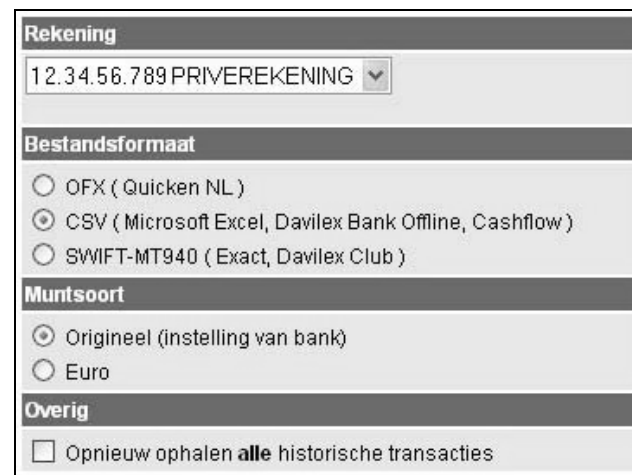 Rekening
12.34.56.789 PRIVEREKENING
Bestandsformaat
OFX ( Quicken NL )
CSV ( Microsoft Excel, Davilex Bank Offline, Cashflow )
SWIFT-MT940 ( Exact, Davilex Club )
Muntsoort
Origineel (instelling van bank)
Euro
Overig
Opnieuw ophalen alle historische transacties